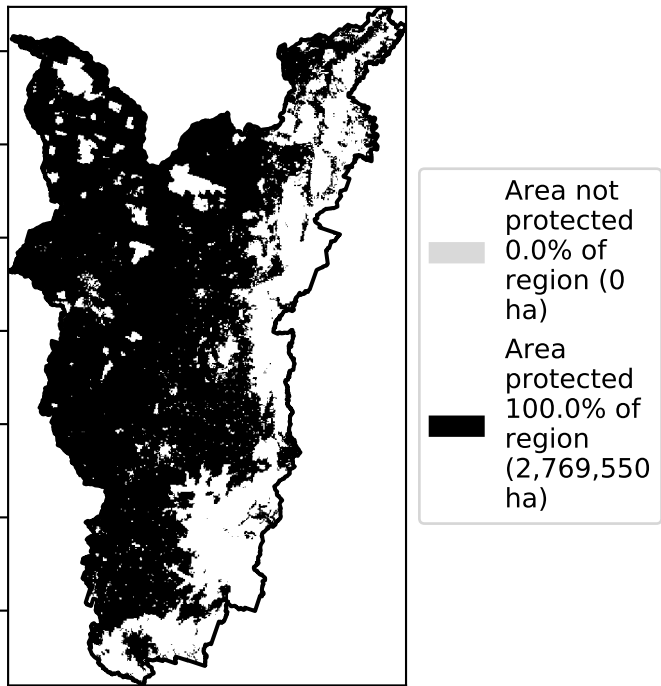 Area not
protected
0.0% of
region (0
ha)
Area
protected
100.0% of
region
(2,769,550
ha)